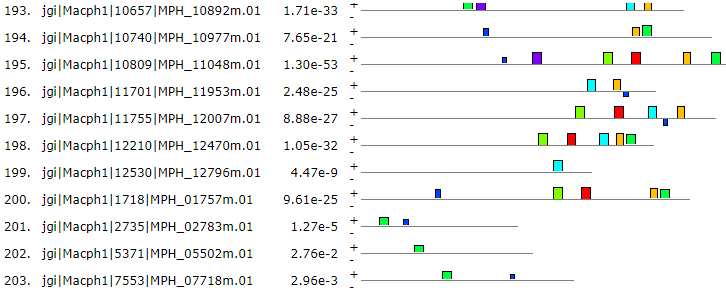 193. jgi|Macph1|10657|MPH_10892m.01 1.71e-33 + -
194. jgi|Macph1|10740|MPH_10977m.01 7.65e-21 + -
195. jgi|Macph1|10809|MPH_11048m.01 1.30e-53 + -
196. jgi|Macph1|11701|MPH_11953m.01 2.48e-25 + -
197. jgi|Macph1|11755|MPH_12007m.01 8.88e-27 + -
198. jgi|Macph1|12210|MPH_12470m.01 1.05e-32 + -
199. jgi|Macph1|12530|MPH_12796m.01 4.47e-9 + -
200. jgi|Macph1|1718|MPH_01757m.01 9.61e-25 + -
201. jgi|Macph1|2735|MPH_02783m.01 1.27e-5 + -
202. jgi|Macph1|5371|MPH_05502m.01 2.76e-2 + -
203. jgi|Macph1|7553|MPH_07718m.01 2.96e-3 + -